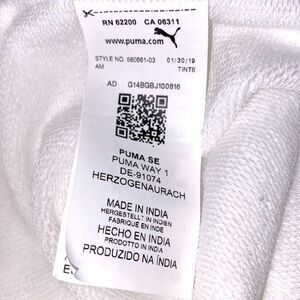 RN 62200 CA 06311
www.puma.com
STYLE NO - 560661-03 01/30/19
AM TINT6
AD G14BGBJ100816
PUMA SE
PUMA WAY 1
DE-91074
HERZOGENAURACH
MADE IN INDIA
HERGESTELLT IN INDIEN
FABRIQUÉ EN INDE
HECHO EN INDIA
PRODOTTO IN INDIA
PRODUZIDO NA ÍNDIA